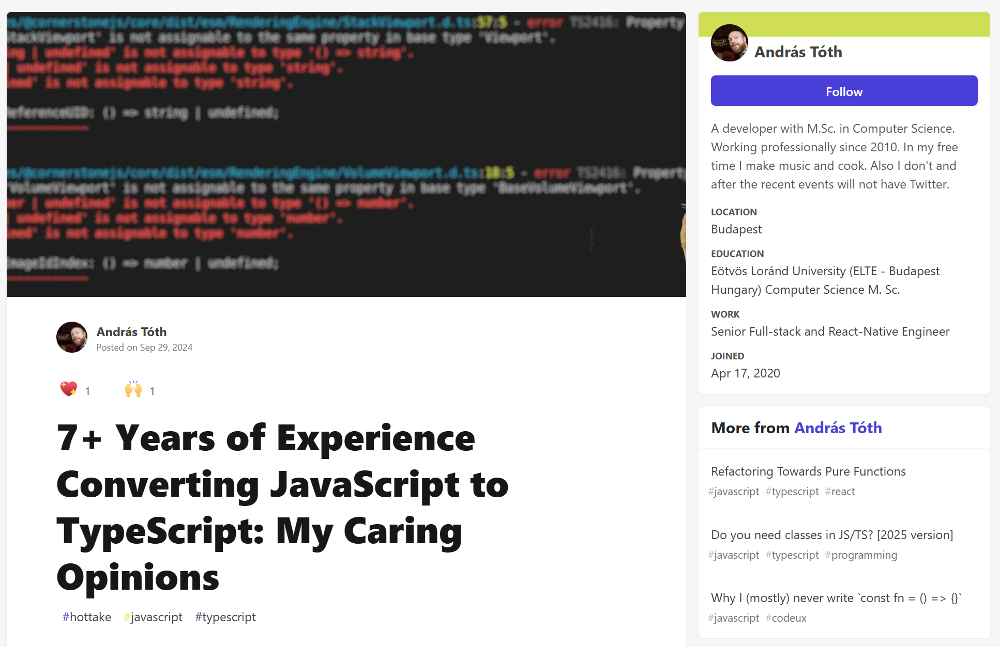 s/@cornerstonejs/core/dist/esm/RenderingEngine/StackViewport.d.ts:57:5 - error TS2416: Property
StackViewport' is not assignable to the same property in base type 'Viewport'.
ing | undefined' is not assignable to type '() => string'.
| undefined' is not assignable to type 'string'.
ined' is not assignable to type 'string'.
ReferenceUID: () => string | undefined;
s/@cornerstonejs/core/dist/esm/RenderingEngine/VolumeViewport.d.ts:18:5 - error TS2416: Property
'VolumeViewport' is not assignable to the same property in base type 'BaseVolumeViewport'.
ber | undefined' is not assignable to type '() => number'.
| undefined' is not assignable to type 'number'.
ined' is not assignable to type 'number'.
ImageIdIndex: () => number | undefined;
András Tóth
Posted on Sep 29, 2024
1
1
7+ Years of Experience
Converting JavaScript to
TypeScript: My Caring
Opinions
#hottake #javascript #typescript
András Tóth
Follow
A developer with M.Sc. in Computer Science.
Working professionally since 2010. In my free
time I make music and cook. Also I don't and
after the recent events will not have Twitter.
LOCATION
Budapest
EDUCATION
Eötvös Loránd University (ELTE - Budapest
Hungary) Computer Science M. Sc.
WORK
Senior Full-stack and React-Native Engineer
JOINED
Apr 17, 2020
More from András Tóth
Refactoring Towards Pure Functions
#javascript #typescript #react
Do you need classes in JS/TS? [2025 version]
#javascript #typescript #programming
Why I (mostly) never write `const fn = () => {}`
#javascript #codeux